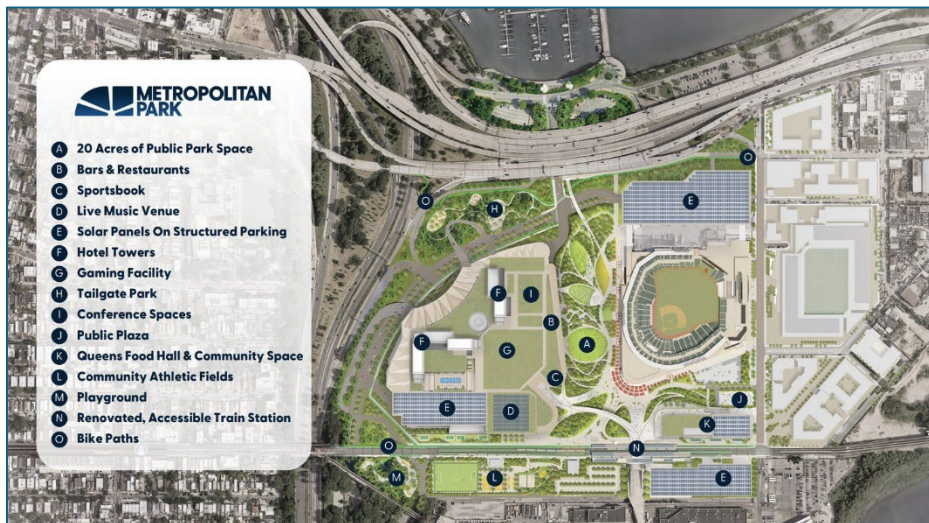 METROPOLITAN
PARK
A 20 Acres of Public Park Space
B Bars & Restaurants
C Sportsbook
D Live Music Venue
E Solar Panels On Structured Parking
F Hotel Towers
G Gaming Facility
H Tailgate Park
I Conference Spaces
J Public Plaza
K Queens Food Hall & Community Space
L Community Athletic Fields
M Playground
N Renovated, Accessible Train Station
O Bike Paths
O
E
O
H
F
I
B
A
F
G
C
J
E
D
K
O
N
M
L
E